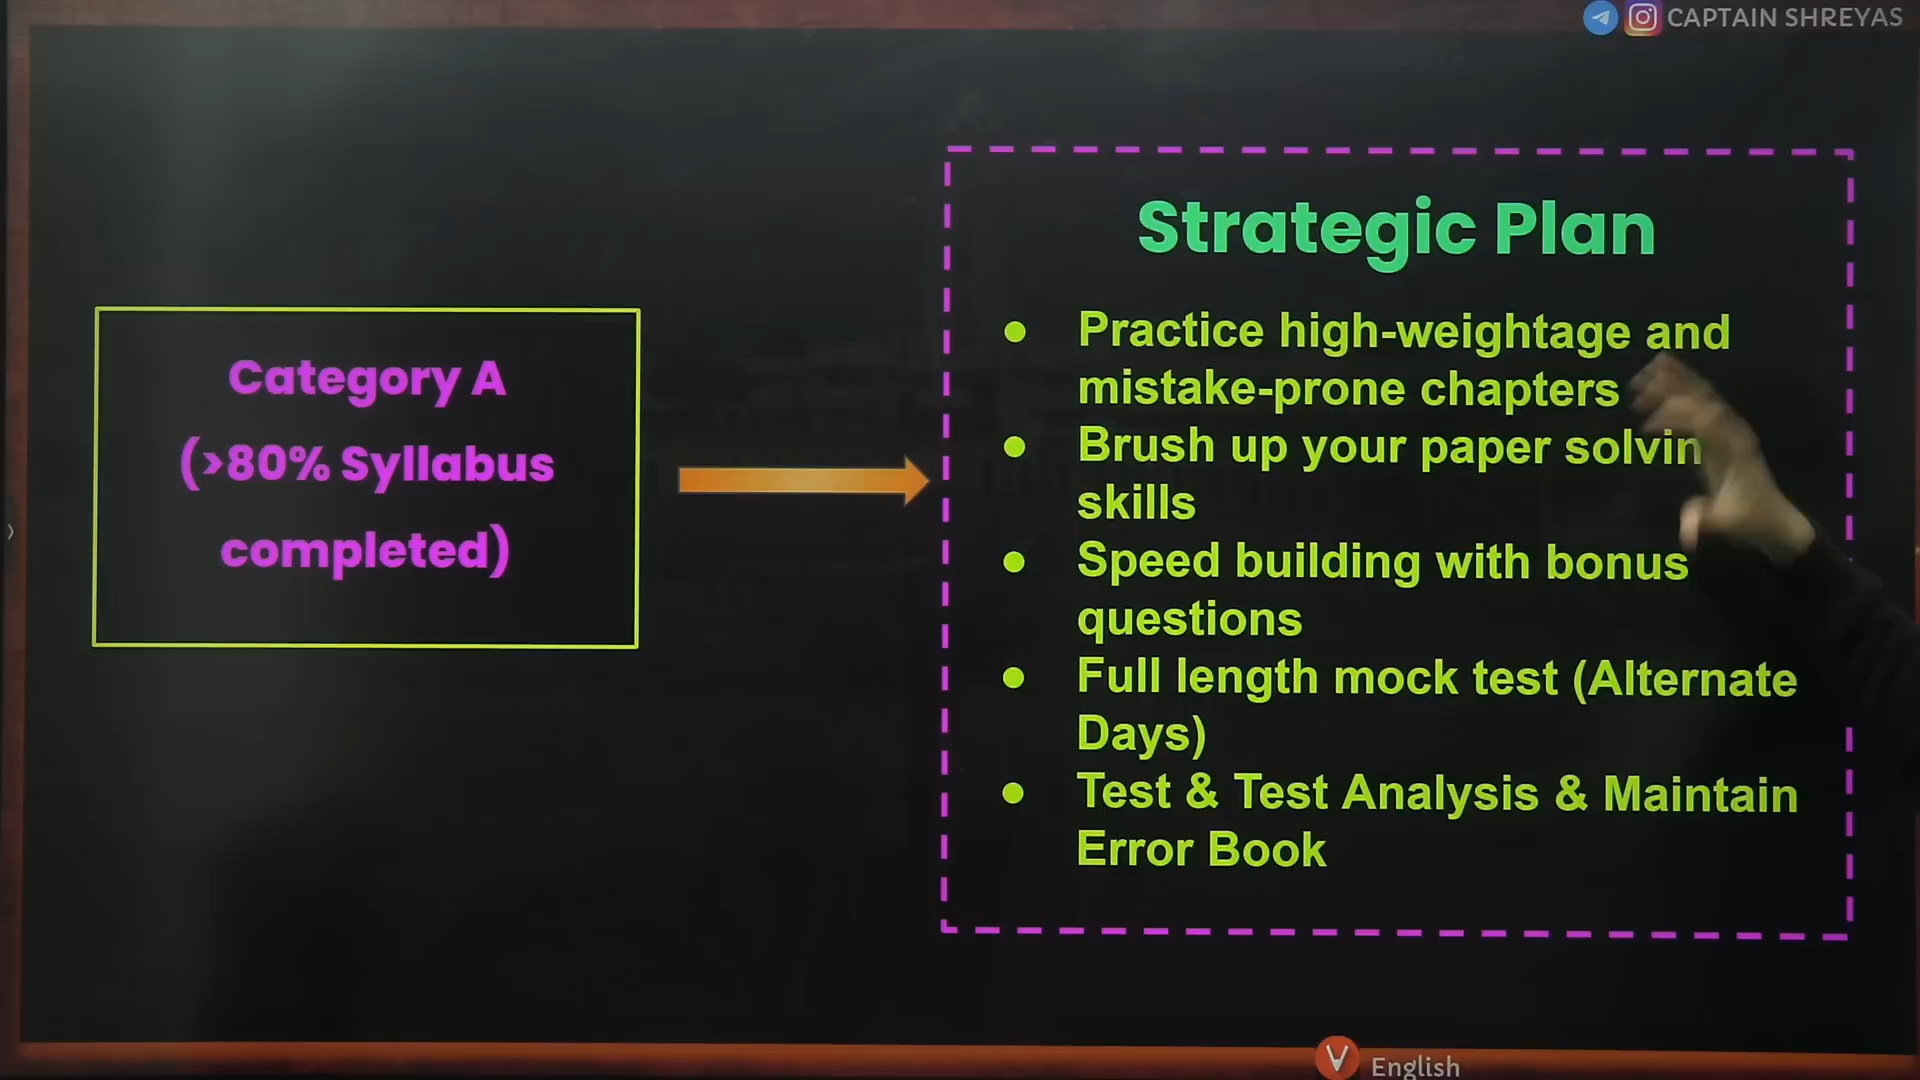 CAPTAIN SHREYAS
Category A
(>80% Syllabus
completed)
Strategic Plan
● Practice high-weightage and
mistake-prone chapters
● Brush up your paper solvin
skills
● Speed building with bonus
questions
● Full length mock test (Alternate
Days)
● Test & Test Analysis & Maintain
Error Book
V English